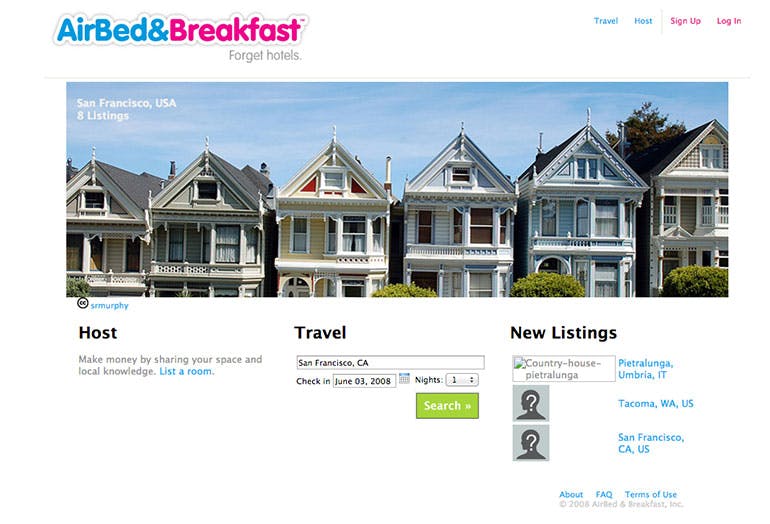 AirBed&Breakfast™
Forget hotels.
Travel
Host
Sign Up
Log In
San Francisco, USA
8 Listings
cc srmurphy
Host
Make money by sharing your space and
local knowledge. List a room.
Travel
San Francisco, CA
Check in June 03, 2008 Nights: 1
Search »
New Listings
Country-house-
pietralunga
Pietralunga,
Umbria, IT
Tacoma, WA, US
San Francisco,
CA, US
About FAQ Terms of Use
© 2008 AirBed & Breakfast, Inc.